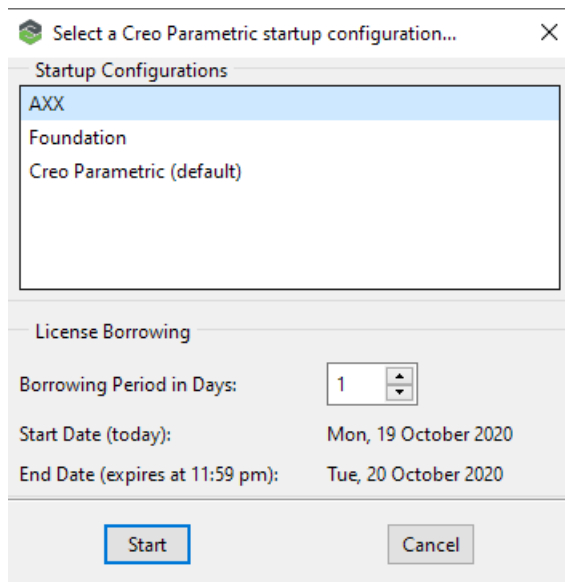 Select a Creo Parametric startup configuration...
Startup Configurations
AXX
Foundation
Creo Parametric (default)
License Borrowing
Borrowing Period in Days: 1
Start Date (today): Mon, 19 October 2020
End Date (expires at 11:59 pm): Tue, 20 October 2020
Start Cancel